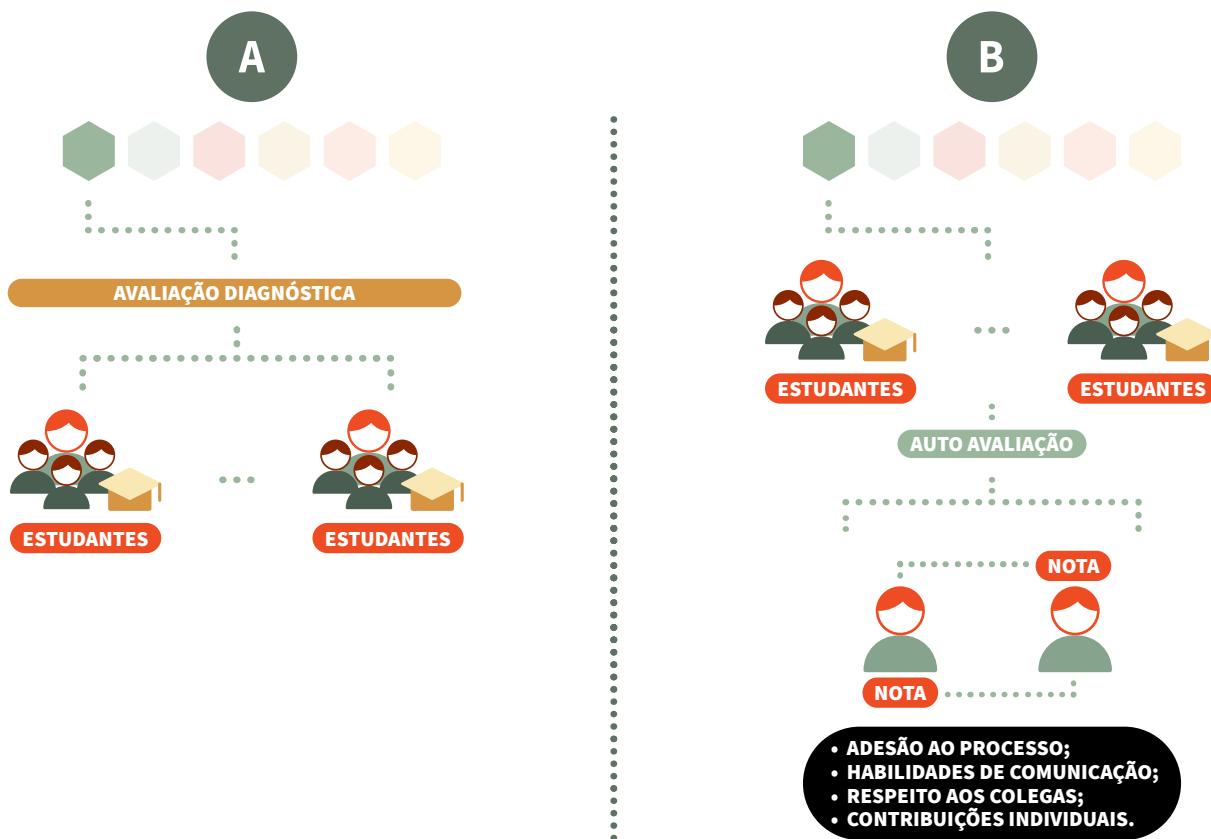 A
AVALIAÇÃO DIAGNÓSTICA
ESTUDANTES
ESTUDANTES
B
ESTUDANTES
ESTUDANTES
AUTO AVALIAÇÃO
NOTA
NOTA
• ADESÃO AO PROCESSO;
• HABILIDADES DE COMUNICAÇÃO;
• RESPEITO AOS COLEGAS;
• CONTRIBUIÇÕES INDIVIDUAIS.